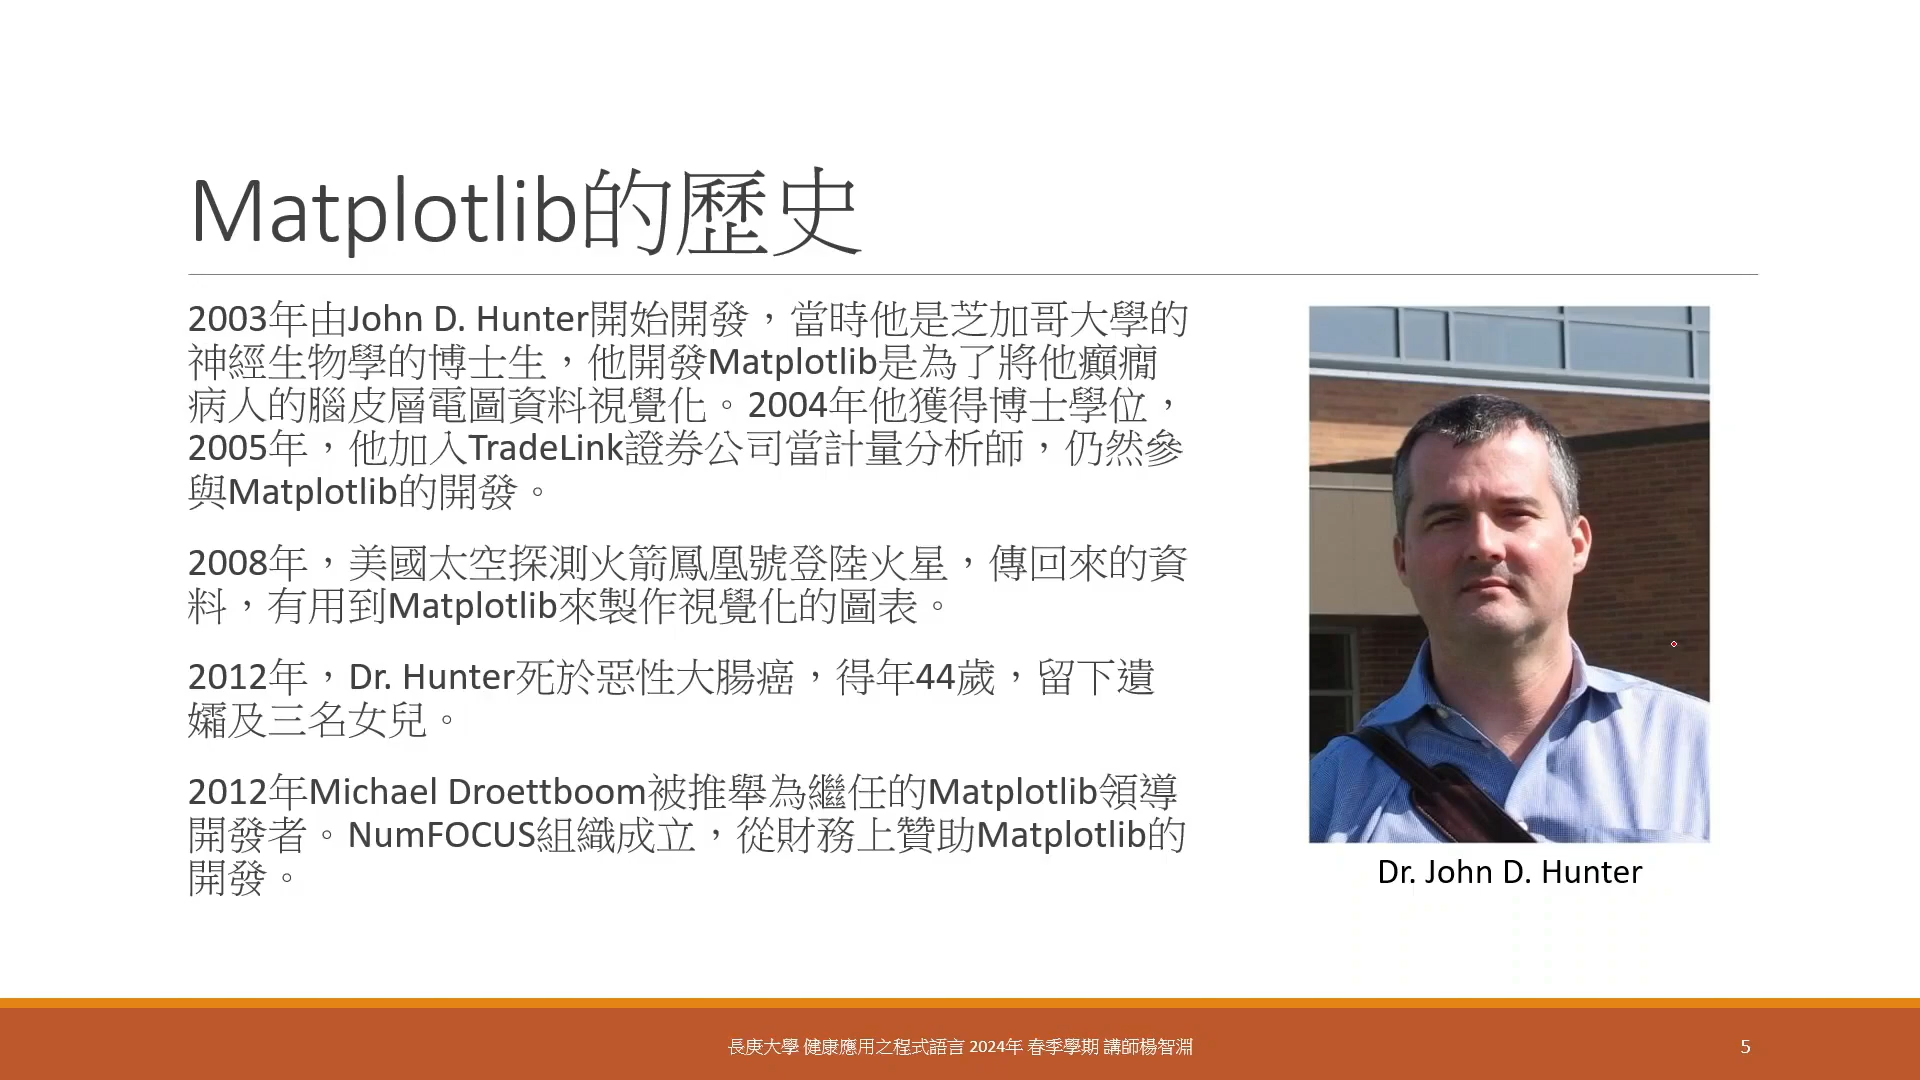 Matplotlib的歷史
2003年由John D. Hunter開始開發，當時他是芝加哥大學的
神經生物學的博士生，他開發Matplotlib是為了將他癲癇
病人的腦皮層電圖資料視覺化。2004年他獲得博士學位，
2005年，他加入TradeLink證券公司當計量分析師，仍然參
與Matplotlib的開發。
2008年，美國太空探測火箭鳳凰號登陸火星，傳回來的資
料，有用到Matplotlib來製作視覺化的圖表。
2012年，Dr. Hunter死於惡性大腸癌，得年44歲，留下遺
孀及三名女兒。
2012年Michael Droettboom被推舉為繼任的Matplotlib領導
開發者。NumFOCUS組織成立，從財務上贊助Matplotlib的
開發。
Dr. John D. Hunter
長庚大學 健康應用之程式語言 2024年 春季學期 講師楊智淵
5